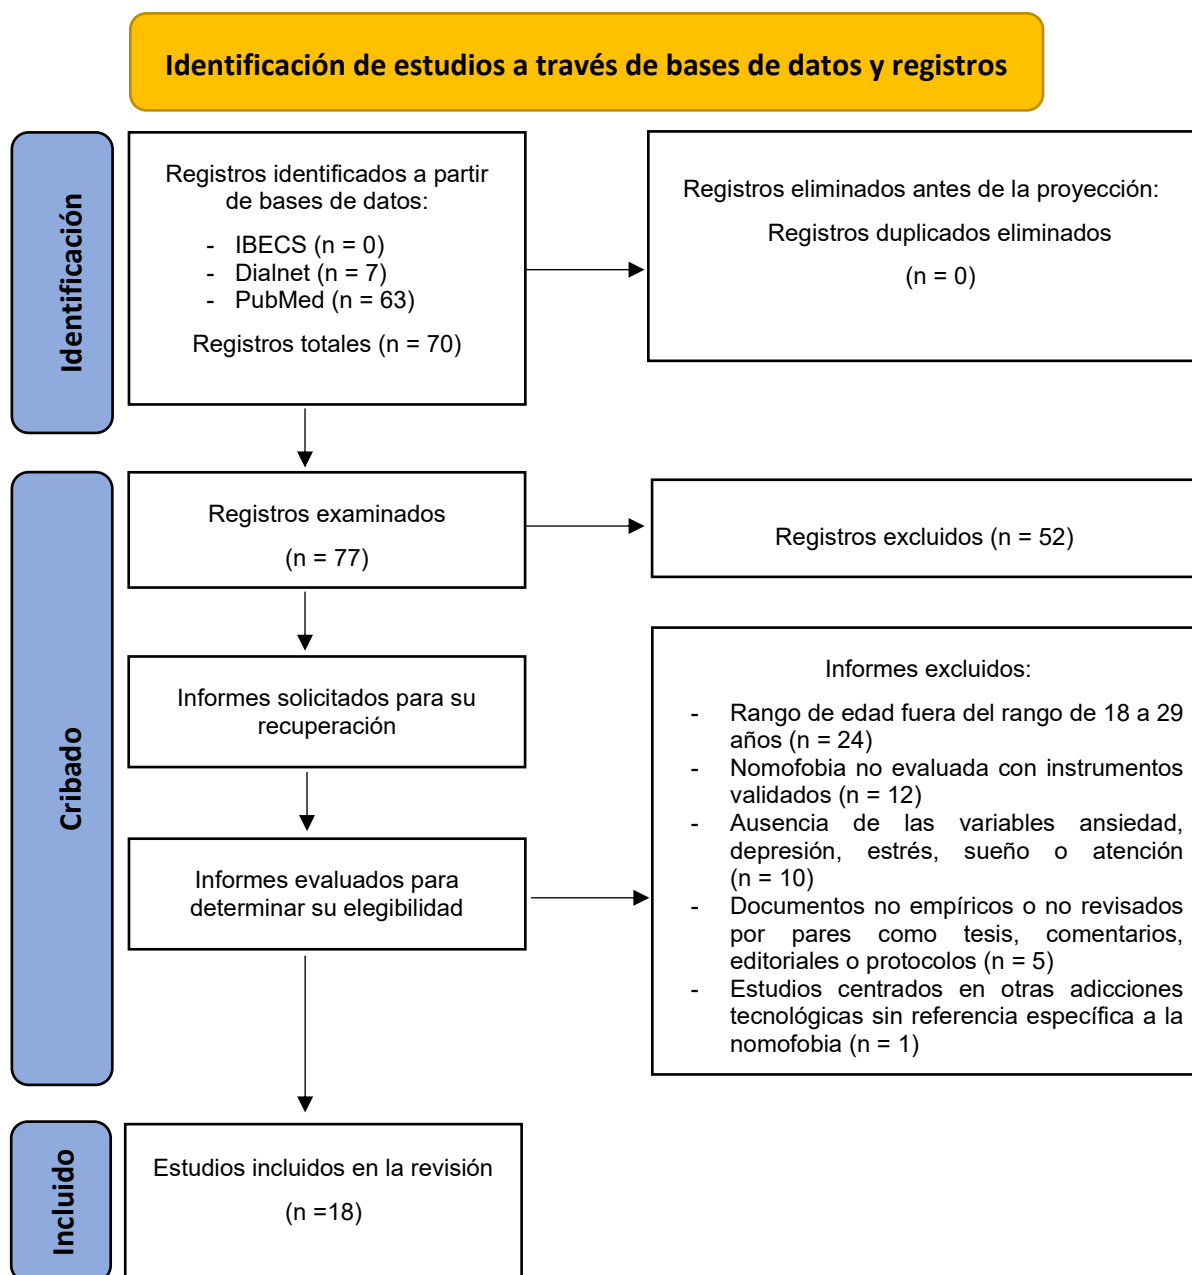 Identificación de estudios a través de bases de datos y registros
Identificación
Registros identificados a partir
de bases de datos:
- IBECS (n = 0)
- Dialnet (n = 7)
- PubMed (n = 63)
Registros totales (n = 70)
Registros eliminados antes de la proyección:
Registros duplicados eliminados
(n = 0)
Cribado
Registros examinados
(n = 77)
Registros excluidos (n = 52)
Informes solicitados para su
recuperación
Informes evaluados para
determinar su elegibilidad
Informes excluidos:
- Rango de edad fuera del rango de 18 a 29
años (n = 24)
- Nomofobia no evaluada con instrumentos
validados (n = 12)
- Ausencia de las variables ansiedad,
depresión, estrés, sueño o atención
(n = 10)
- Documentos no empíricos o no revisados
por pares como tesis, comentarios,
editoriales o protocolos (n = 5)
- Estudios centrados en otras adicciones
tecnológicas sin referencia específica a la
nomofobia (n = 1)
Incluido
Estudios incluidos en la revisión
(n =18)